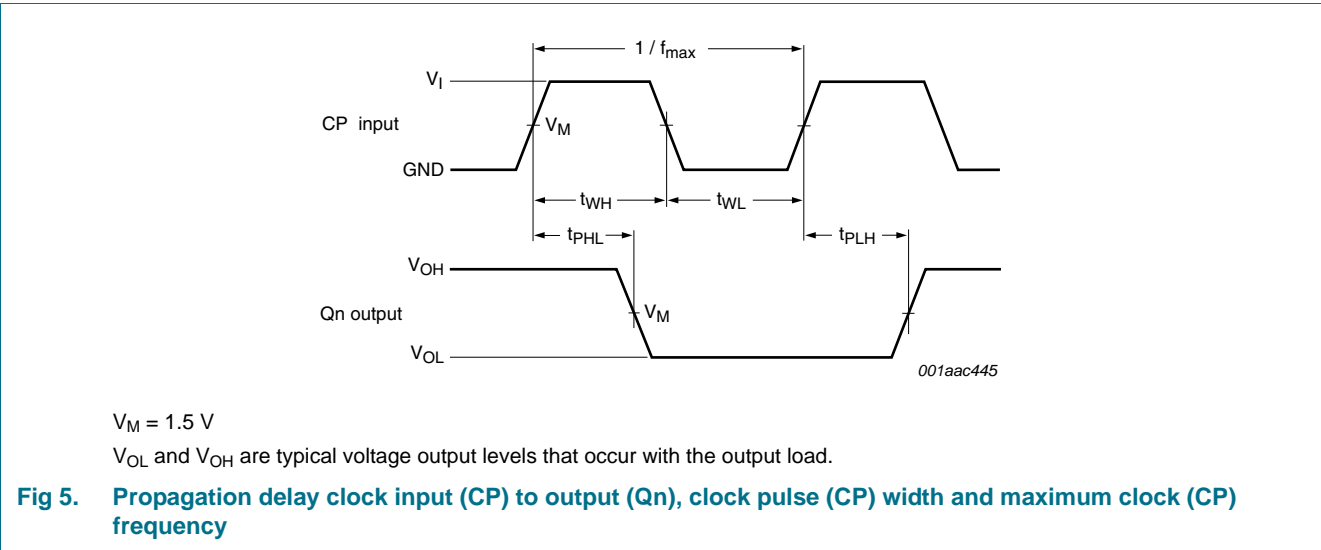 1 / fmax
VI
CP input
VM
GND
tWH
tWL
tPHL
tPLH
VOH
Qn output
VM
VOL
001aac445
VM = 1.5 V
VOL and VOH are typical voltage output levels that occur with the output load.
Fig 5. Propagation delay clock input (CP) to output (Qn), clock pulse (CP) width and maximum clock (CP)
frequency